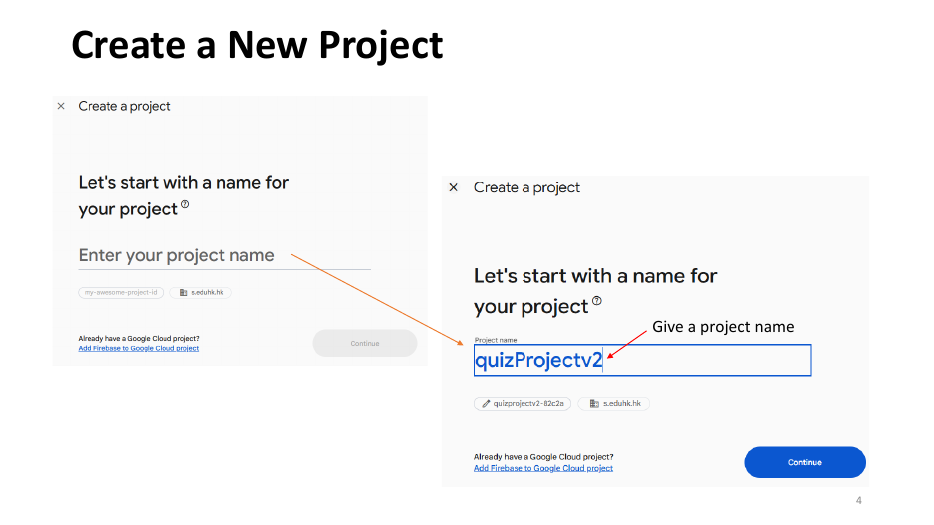 Create a New Project
Create a project
Let's start with a name for
your project
Enter your project name
my-awesome-project-id
s.eduhk.hk
Already have a Google Cloud project?
Add Firebase to Google Cloud project
Continue
Create a project
Let's start with a name for
your project
Give a project name
Project name
quizProjectv2
quizprojectv2-82c2a
s.eduhk.hk
Already have a Google Cloud project?
Add Firebase to Google Cloud project
Continue
4